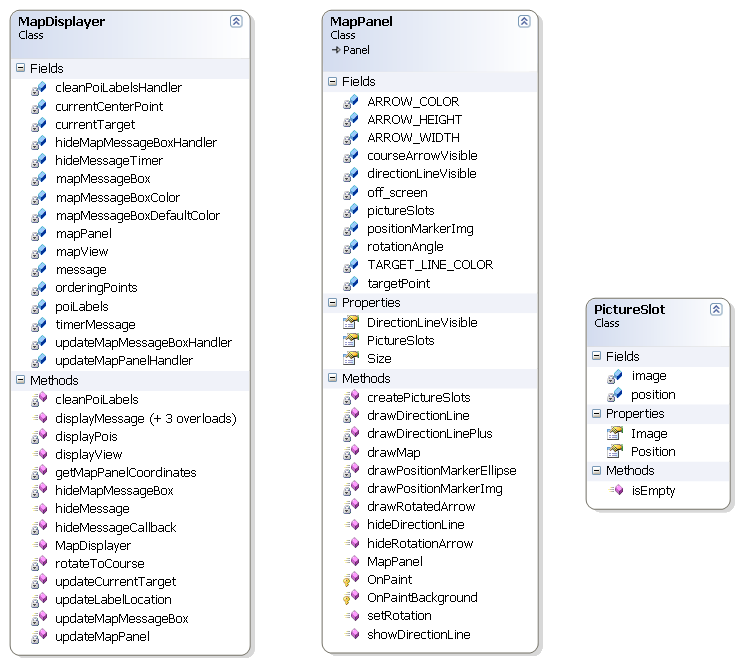 MapDisplayer
Class
Fields
cleanPoiLabelsHandler
currentCenterPoint
currentTarget
hideMapMessageBoxHandler
hideMessageTimer
mapMessageBox
mapMessageBoxColor
mapMessageBoxDefaultColor
mapPanel
mapView
message
orderingPoints
poiLabels
timerMessage
updateMapMessageBoxHandler
updateMapPanelHandler
Methods
cleanPoiLabels
displayMessage (+ 3 overloads)
displayPois
displayView
getMapPanelCoordinates
hideMapMessageBox
hideMessage
hideMessageCallback
MapDisplayer
rotateToCourse
updateCurrentTarget
updateLabelLocation
updateMapMessageBox
updateMapPanel
MapPanel
Class
Panel
Fields
ARROW_COLOR
ARROW_HEIGHT
ARROW_WIDTH
courseArrowVisible
directionLineVisible
off_screen
pictureSlots
positionMarkerImg
rotationAngle
TARGET_LINE_COLOR
targetPoint
Properties
DirectionLineVisible
PictureSlots
Size
Methods
createPictureSlots
drawDirectionLine
drawDirectionLinePlus
drawMap
drawPositionMarkerEllipse
drawPositionMarkerImg
drawRotatedArrow
hideDirectionLine
hideRotationArrow
MapPanel
OnPaint
OnPaintBackground
setRotation
showDirectionLine
PictureSlot
Class
Fields
image
position
Properties
Image
Position
Methods
isEmpty